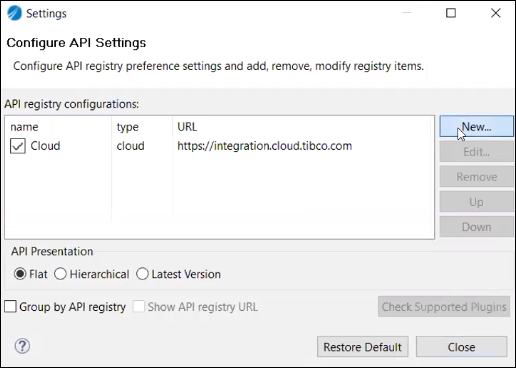 Settings
Configure API Settings
Configure API registry preference settings and add, remove, modify registry items.
API registry configurations:
name type URL
Cloud cloud https://integration.cloud.tibco.com
New...
Edit...
Remove
Up
Down
API Presentation
Flat Hierarchical Latest Version
Group by API registry Show API registry URL Check Supported Plugins
? Restore Default Close